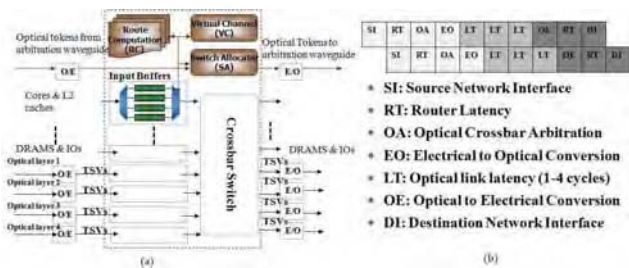 Route
Computation
(RC)
Virtual Channel
(VC)
Switch Allocator
(SA)
Optical tokens from
arbitration waveguide
Optical Tokens to
arbitration waveguide
O/E
E/O
Input Buffers
Cores & L2
caches
Crossbar Switch
DRAMS & IOs
DRAMS & IOs
Optical layer 1
O/E
TSVs
Optical layer 2
O/E
TSVs
Optical layer 3
O/E
TSVs
Optical layer 4
O/E
TSVs
TSVs
E/O
TSVs
E/O
TSVs
E/O
TSVs
E/O
(a)
SI RT OA EO LT LT LT OE RT DI
SI RT OA EO LT LT LT LT OE RT DI
SI: Source Network Interface
RT: Router Latency
OA: Optical Crossbar Arbitration
EO: Electrical to Optical Conversion
LT: Optical link latency (1-4 cycles)
OE: Optical to Electrical Conversion
DI: Destination Network Interface
(b)